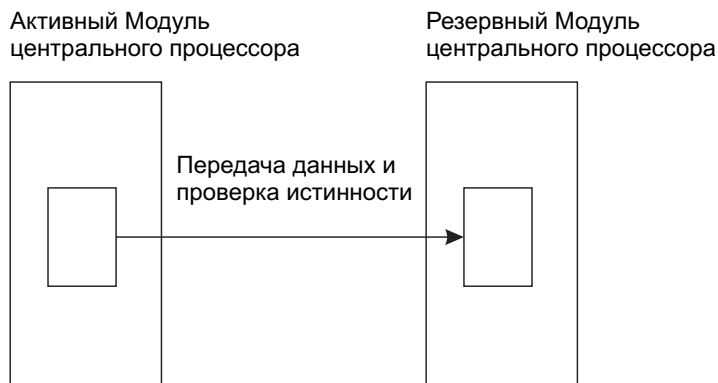 Активный Модуль
центрального процессора
Резервный Модуль
центрального процессора
Передача данных и
проверка истинности